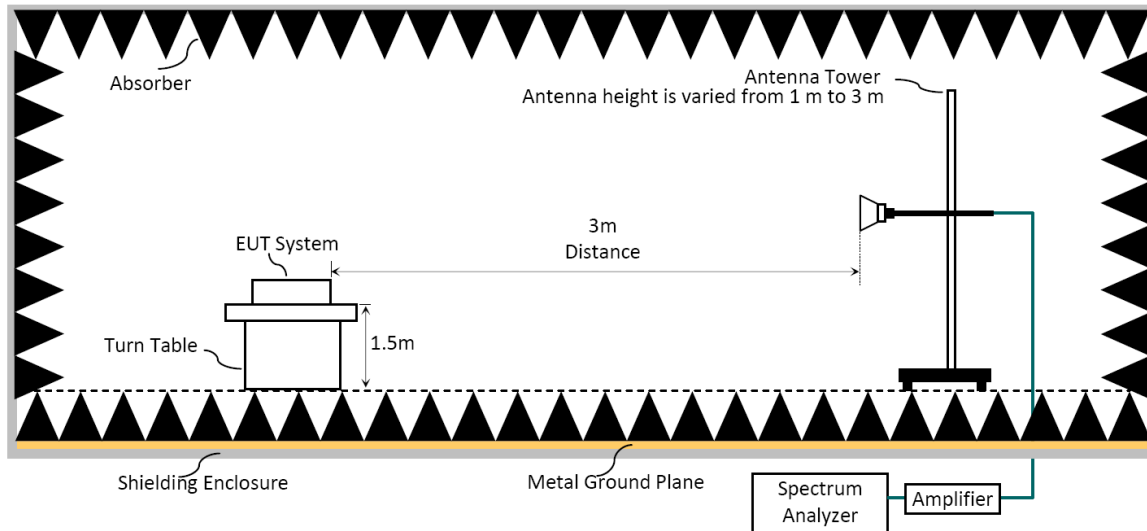 Absorber
Antenna Tower
Antenna height is varied from 1 m to 3 m
3m
Distance
EUT System
1.5m
Turn Table
Shielding Enclosure
Metal Ground Plane
Spectrum
Analyzer
Amplifier